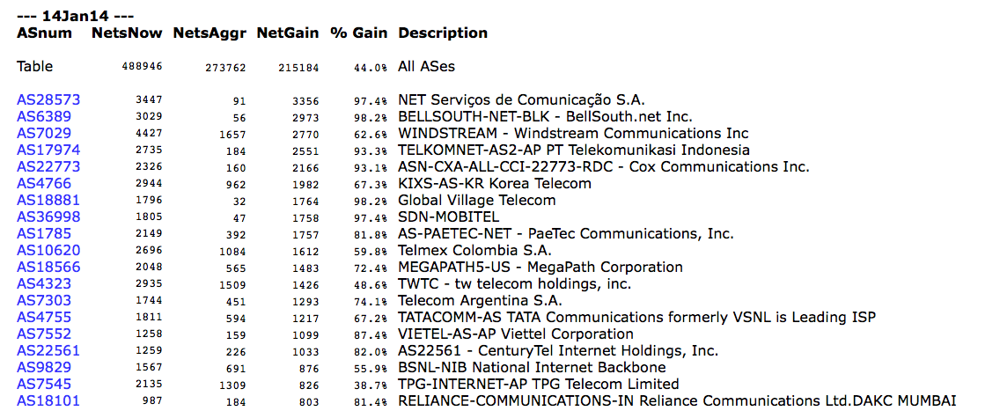 --- 14Jan14 ---
ASnum NetsNow NetsAggr NetGain % Gain Description
Table 488946 273762 215184 44.0% All ASes
AS28573 3447 91 3356 97.4% NET Serviços de Comunicação S.A.
AS6389 3029 56 2973 98.2% BELLSOUTH-NET-BLK - BellSouth.net Inc.
AS7029 4427 1657 2770 62.6% WINDSTREAM - Windstream Communications Inc
AS17974 2735 184 2551 93.3% TELKOMNET-AS2-AP PT Telekomunikasi Indonesia
AS22773 2326 160 2166 93.1% ASN-CXA-ALL-CCI-22773-RDC - Cox Communications Inc.
AS4766 2944 962 1982 67.3% KIXS-AS-KR Korea Telecom
AS18881 1796 32 1764 98.2% Global Village Telecom
AS36998 1805 47 1758 97.4% SDN-MOBITEL
AS1785 2149 392 1757 81.8% AS-PAETEC-NET - PaeTec Communications, Inc.
AS10620 2696 1084 1612 59.8% Telmex Colombia S.A.
AS18566 2048 565 1483 72.4% MEGAPATH5-US - MegaPath Corporation
AS4323 2935 1509 1426 48.6% TWTC - tw telecom holdings, inc.
AS7303 1744 451 1293 74.1% Telecom Argentina S.A.
AS4755 1811 594 1217 67.2% TATACOMM-AS TATA Communications formerly VSNL is Leading ISP
AS7552 1258 159 1099 87.4% VIETEL-AS-AP Viettel Corporation
AS22561 1259 226 1033 82.0% AS22561 - CenturyTel Internet Holdings, Inc.
AS9829 1567 691 876 55.9% BSNL-NIB National Internet Backbone
AS7545 2135 1309 826 38.7% TPG-INTERNET-AP TPG Telecom Limited
AS18101 987 184 803 81.4% RELIANCE-COMMUNICATIONS-IN Reliance Communications Ltd.DAKC MUMBAI